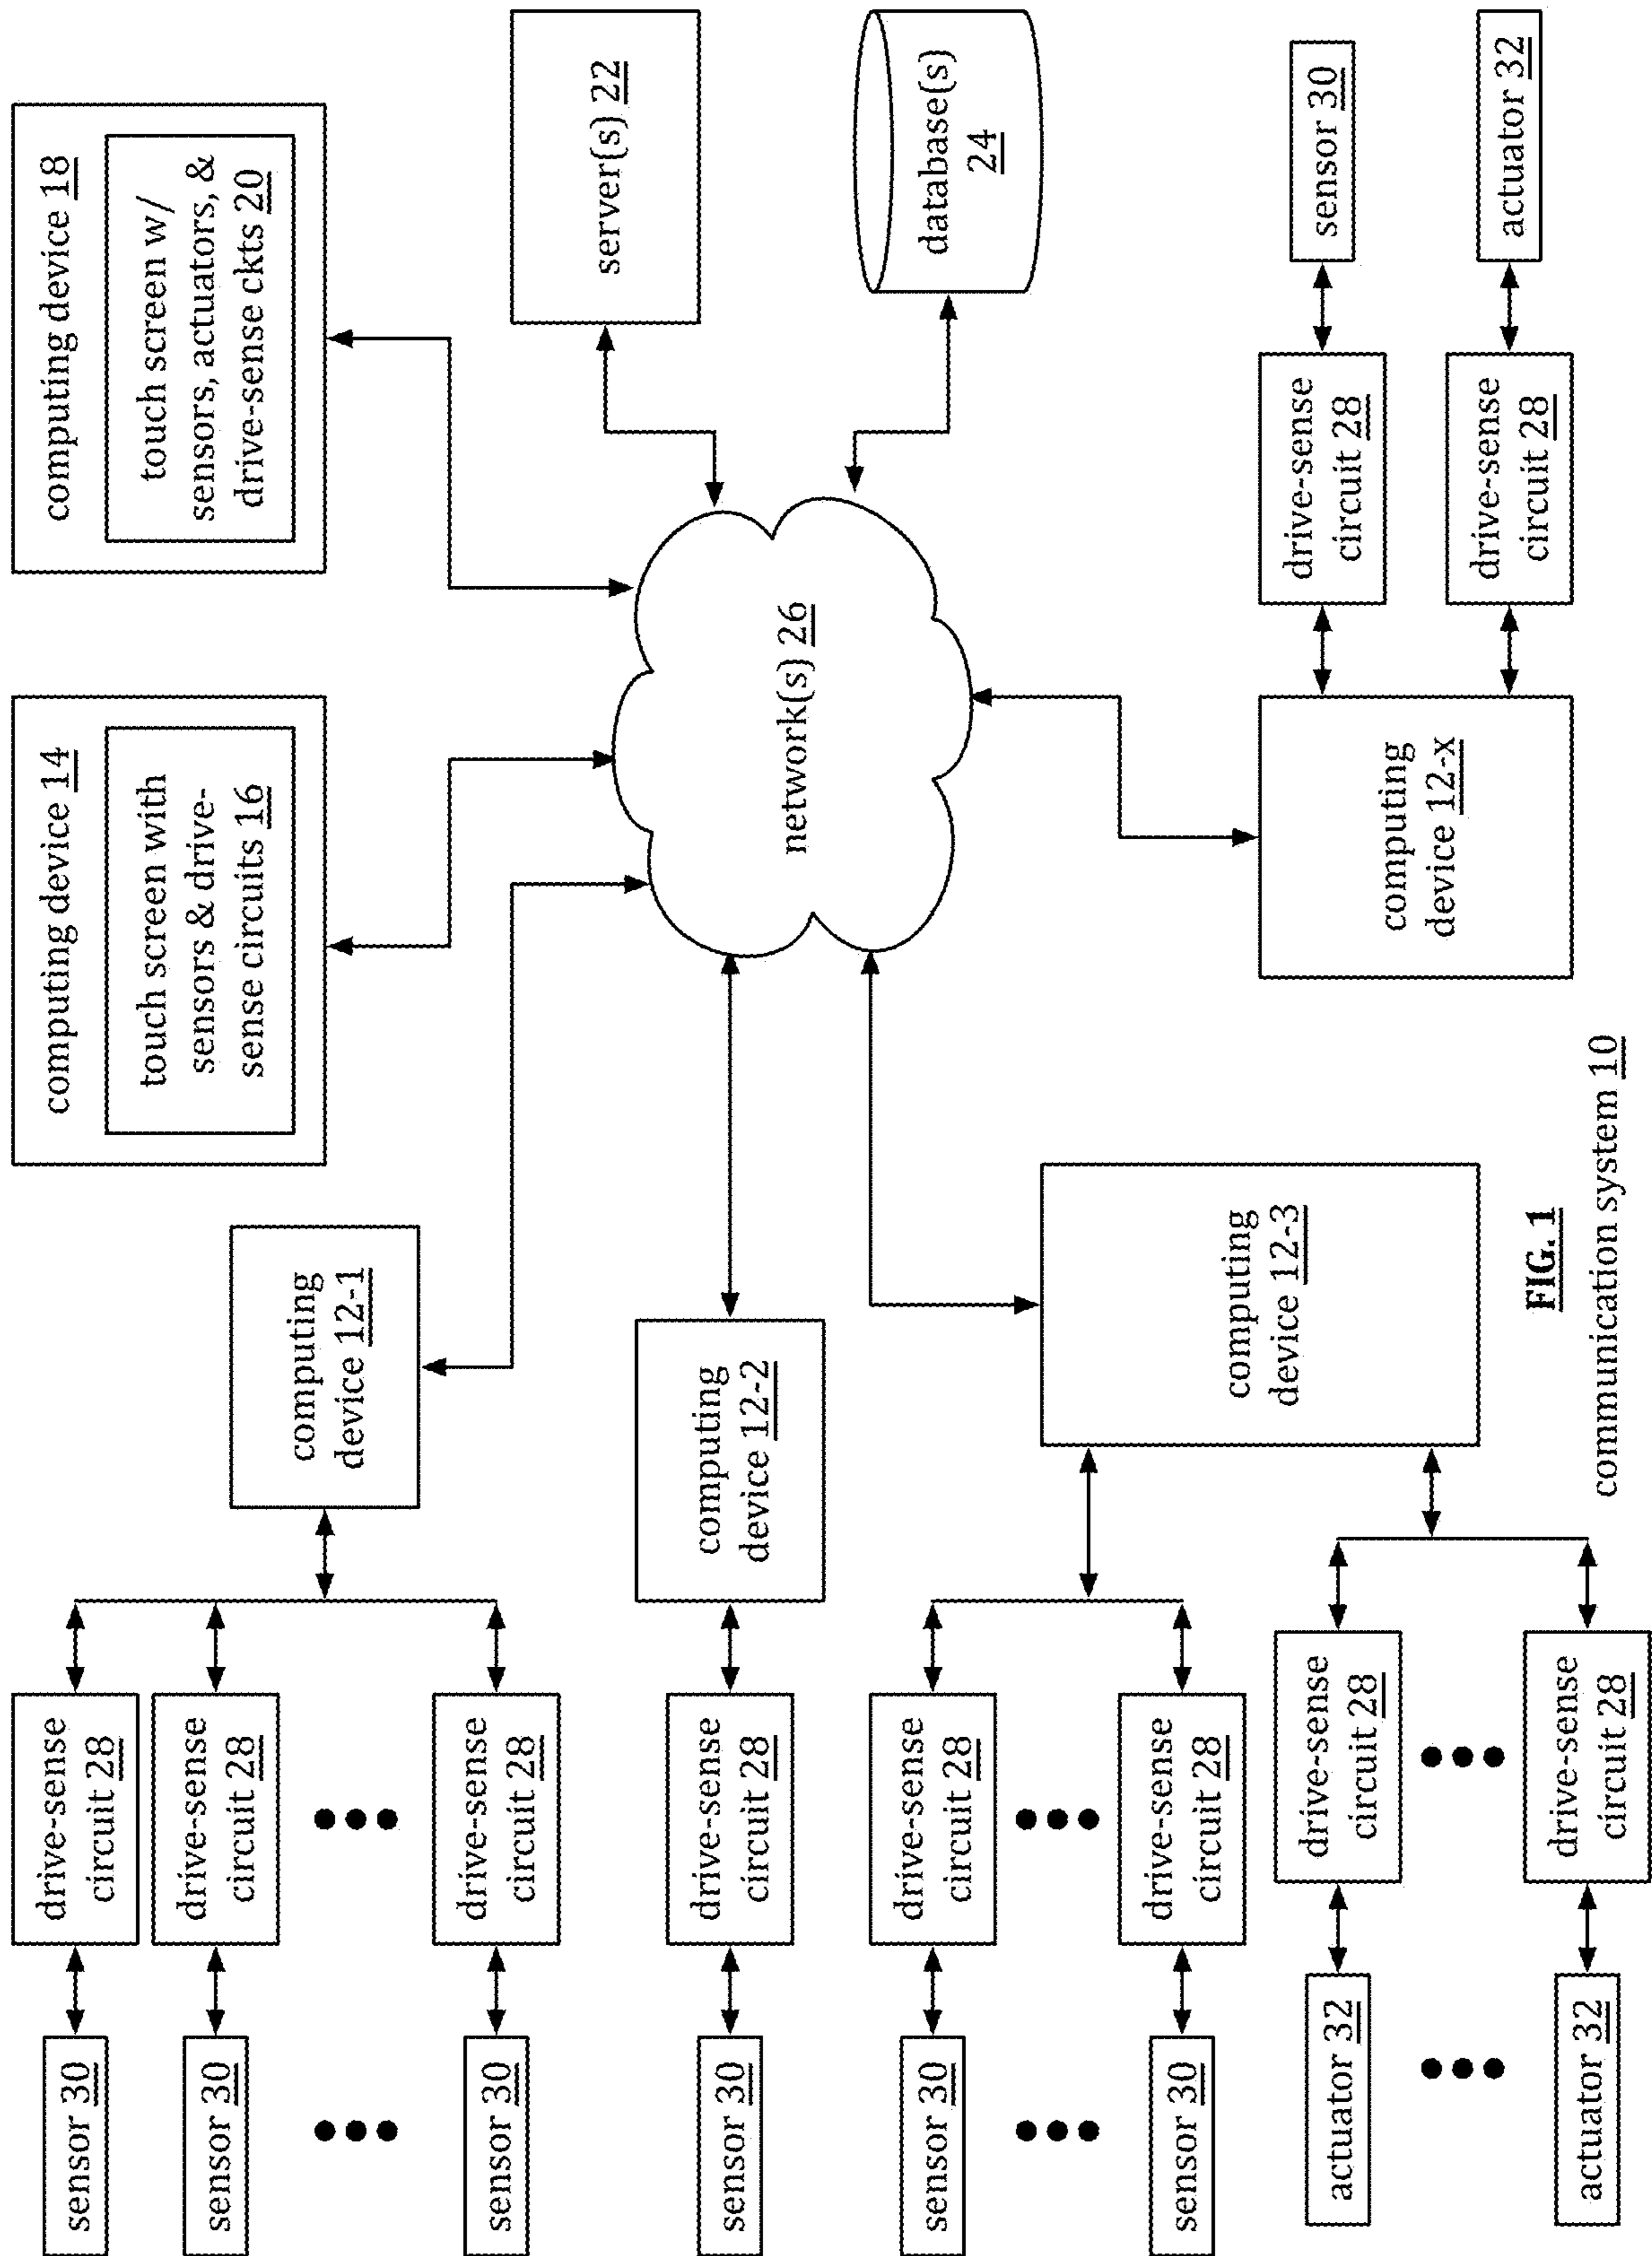 sensor 30
drive-sense
circuit 28
sensor 30
drive-sense
circuit 28
sensor 30
drive-sense
circuit 28
computing
device 12-1
computing device 14
touch screen with
sensors & drive-
sense circuits 16
computing device 18
touch screen w/
sensors, actuators, &
drive-sense ckts 20
sensor 30
drive-sense
circuit 28
computing
device 12-2
network(s) 26
server(s) 22
database(s)
24
sensor 30
drive-sense
circuit 28
sensor 30
drive-sense
circuit 28
computing
device 12-3
actuator 32
drive-sense
circuit 28
actuator 32
drive-sense
circuit 28
computing
device 12-x
drive-sense
circuit 28
sensor 30
drive-sense
circuit 28
actuator 32
FIG. 1
communication system 10